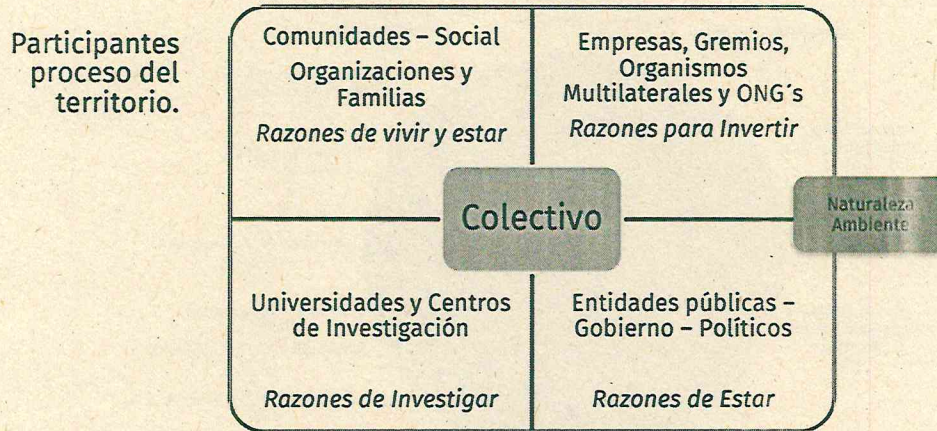 Participantes
proceso del
territorio.
Comunidades – Social
Organizaciones y
Familias
Razones de vivir y estar
Empresas, Gremios,
Organismos
Multilaterales y ONG´s
Razones para Invertir
Colectivo
Naturaleza
Ambiente
Universidades y Centros
de Investigación
Razones de Investigar
Entidades públicas –
Gobierno – Políticos
Razones de Estar